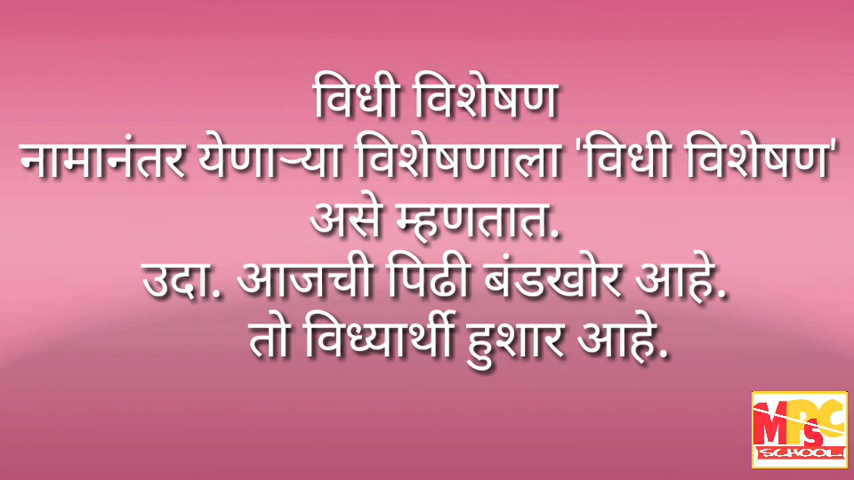 विधी विशेषण
नामानंतर येणाऱ्या विशेषणाला 'विधी विशेषण'
असे म्हणतात.
उदा. आजची पिढी बंडखोर आहे.
तो विध्यार्थी हुशार आहे.
MPSC
SCHOOL